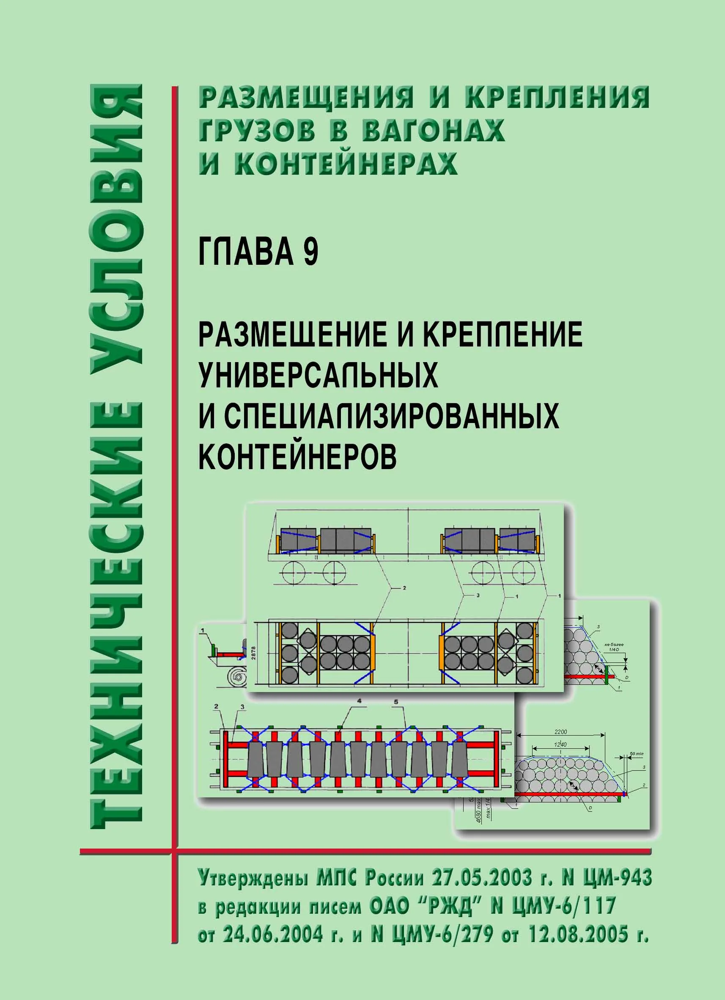 ТЕХНИЧЕСКИЕ УСЛОВИЯ
РАЗМЕЩЕНИЯ И КРЕПЛЕНИЯ
ГРУЗОВ В ВАГОНАХ
И КОНТЕЙНЕРАХ
ГЛАВА 9
РАЗМЕЩЕНИЕ И КРЕПЛЕНИЕ
УНИВЕРСАЛЬНЫХ
И СПЕЦИАЛИЗИРОВАННЫХ
КОНТЕЙНЕРОВ
2
3
1
1
2878
1
3
не более
1/4D
D
1
2
3
4
5
2200
1240
50 min
3
2
1
D
4680 max
max 1/4
Утверждены МПС России 27.05.2003 г. N ЦМ-943
в редакции писем ОАО "РЖД" N ЦМУ-6/117
от 24.06.2004 г. и N ЦМУ-6/279 от 12.08.2005 г.